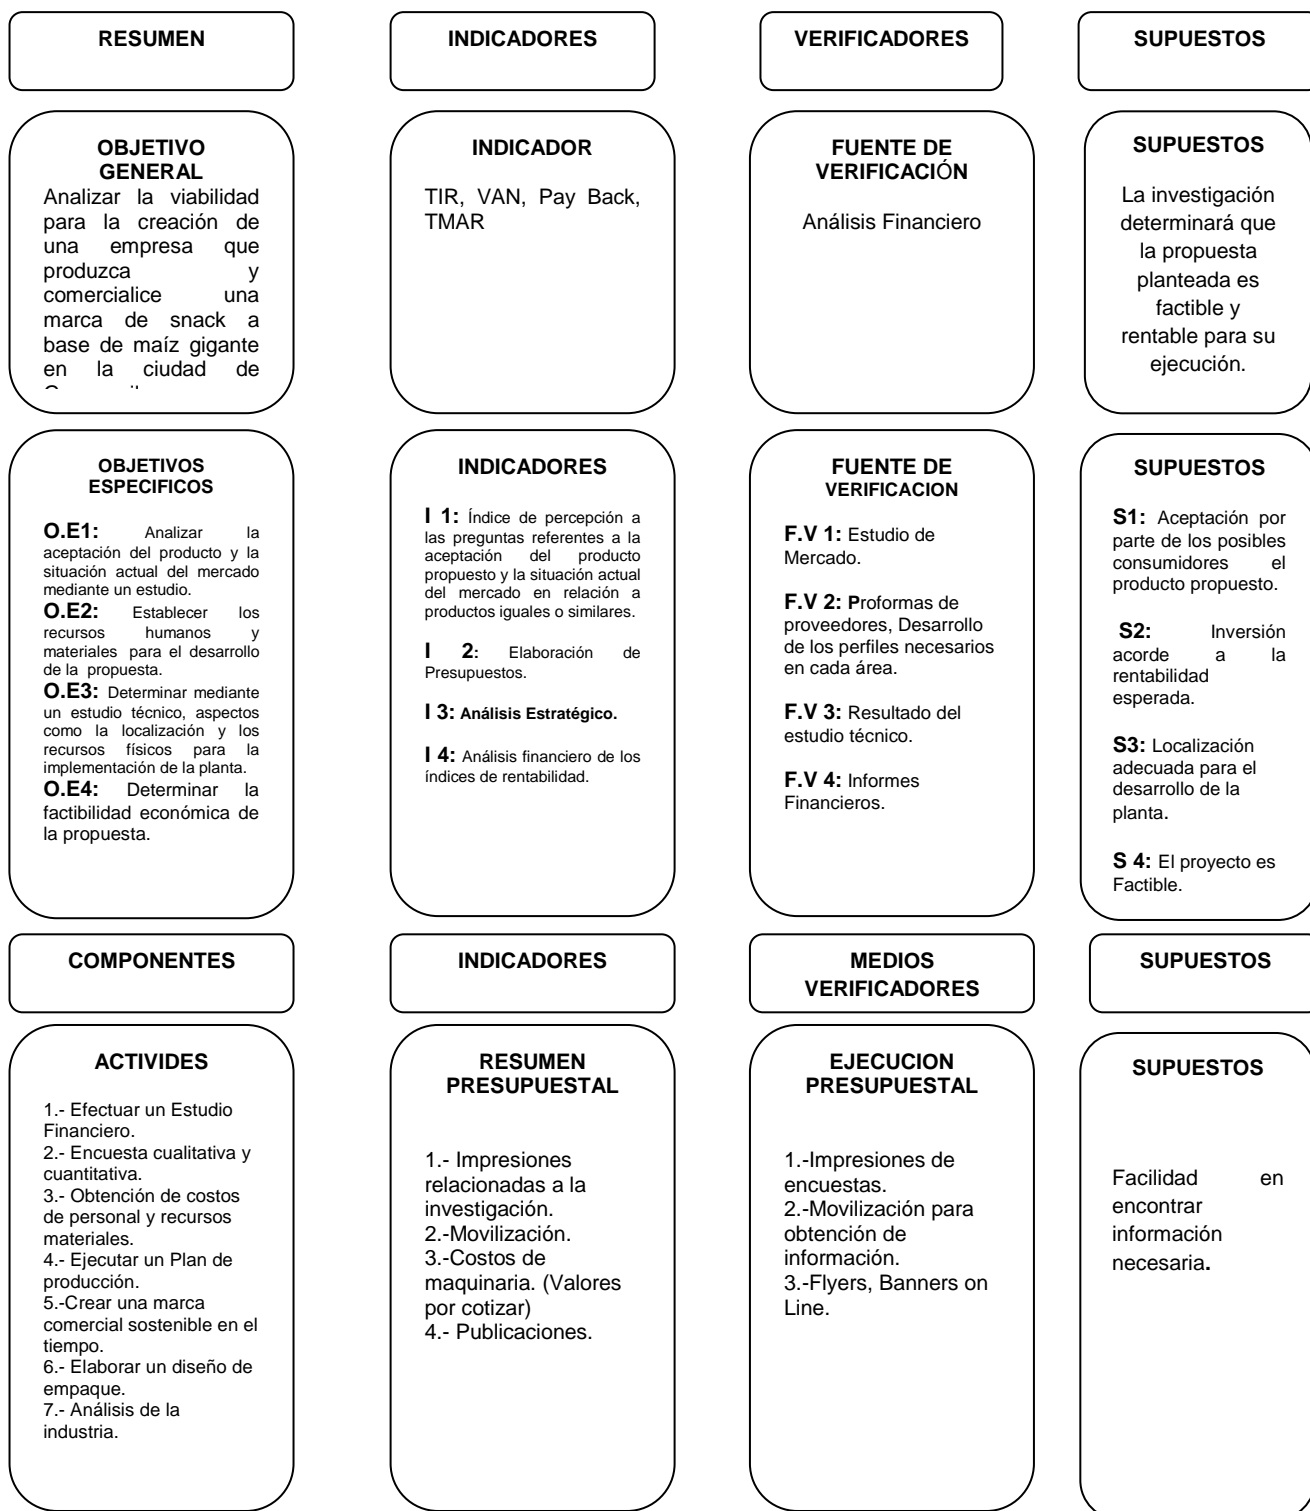 RESUMEN
INDICADORES
VERIFICADORES
SUPUESTOS
OBJETIVO
GENERAL
Analizar la viabilidad
para la creación de
una empresa que
produzca y
comercialice una
marca de snack a
base de maíz gigante
en la ciudad de
INDICADOR
TIR, VAN, Pay Back,
TMAR
FUENTE DE
VERIFICACIÓN
Análisis Financiero
SUPUESTOS
La investigación
determinará que
la propuesta
planteada es
factible y
rentable para su
ejecución.
OBJETIVOS
ESPECIFICOS
O.E1: Analizar la
aceptación del producto y la
situación actual del mercado
mediante un estudio.
O.E2: Establecer los
recursos humanos y
materiales para el desarrollo
de la propuesta.
O.E3: Determinar mediante
un estudio técnico, aspectos
como la localización y los
recursos físicos para la
implementación de la planta.
O.E4: Determinar la
factibilidad económica de
la propuesta.
INDICADORES
I 1: Índice de percepción a
las preguntas referentes a la
aceptación del producto
propuesto y la situación actual
del mercado en relación a
productos iguales o similares.
I 2: Elaboración de
Presupuestos.
I 3: Análisis Estratégico.
I 4: Análisis financiero de los
índices de rentabilidad.
FUENTE DE
VERIFICACION
F.V 1: Estudio de
Mercado.
F.V 2: Proformas de
proveedores, Desarrollo
de los perfiles necesarios
en cada área.
F.V 3: Resultado del
estudio técnico.
F.V 4: Informes
Financieros.
SUPUESTOS
S1: Aceptación por
parte de los posibles
consumidores el
producto propuesto.
S2: Inversión
acorde a la
rentabilidad
esperada.
S3: Localización
adecuada para el
desarrollo de la
planta.
S 4: El proyecto es
Factible.
COMPONENTES
INDICADORES
MEDIOS
VERIFICADORES
SUPUESTOS
ACTIVIDES
1.- Efectuar un Estudio
Financiero.
2.- Encuesta cualitativa y
cuantitativa.
3.- Obtención de costos
de personal y recursos
materiales.
4.- Ejecutar un Plan de
producción.
5.-Crear una marca
comercial sostenible en el
tiempo.
6.- Elaborar un diseño de
empaque.
7.- Análisis de la
industria.
RESUMEN
PRESUPUESTAL
1.- Impresiones
relacionadas a la
investigación.
2.-Movilización.
3.-Costos de
maquinaria. (Valores
por cotizar)
4.- Publicaciones.
EJECUCION
PRESUPUESTAL
1.-Impresiones de
encuestas.
2.-Movilización para
obtención de
información.
3.-Flyers, Banners on
Line.
SUPUESTOS
Facilidad en
encontrar
información
necesaria.